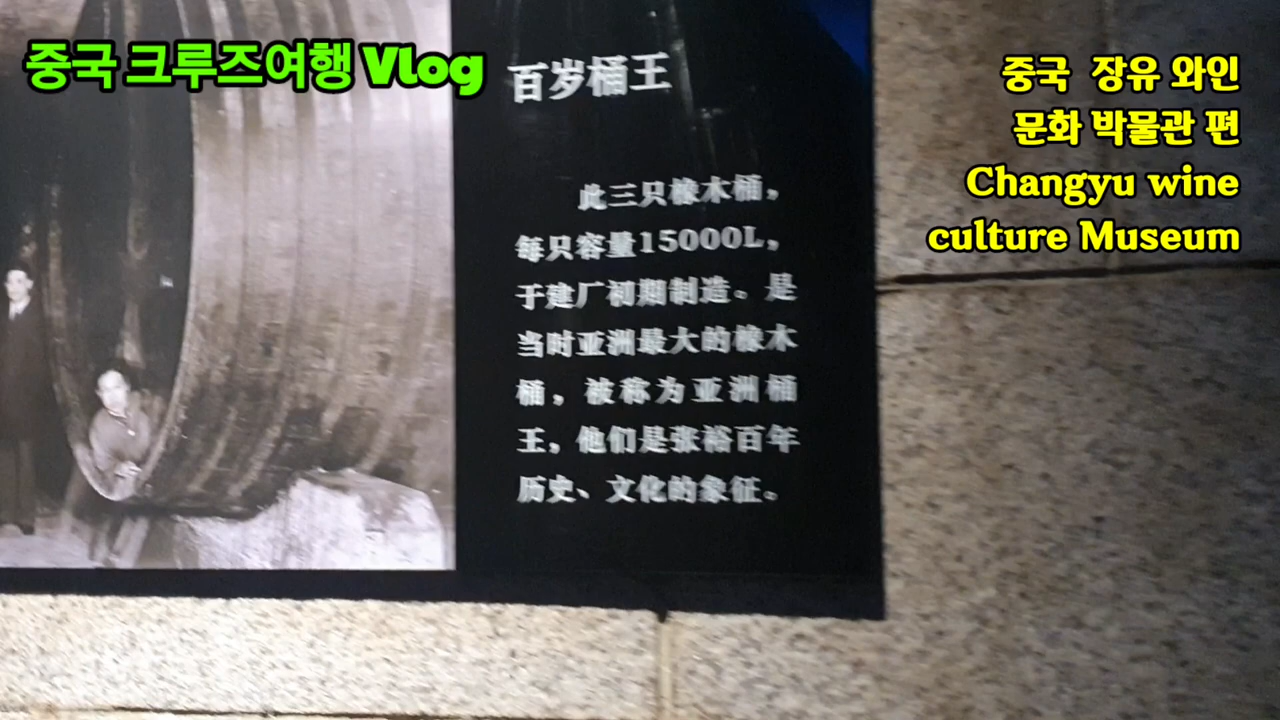 중국 크루즈여행 Vlog
중국 장유 와인
문화 박물관 편
Changyu wine
culture Museum
百岁桶王
此三只橡木桶，
每只容量15000L，
于建厂初期制造。是
当时亚洲最大的橡木
桶，被称为亚洲桶
王，他们是张裕百年
历史、文化的象征。